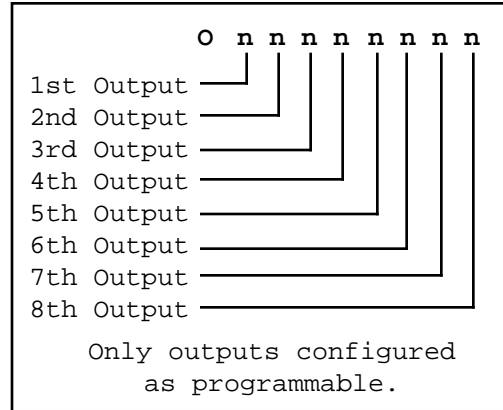 O n n n n n n n n
1st Output
2nd Output
3rd Output
4th Output
5th Output
6th Output
7th Output
8th Output
Only outputs configured
as programmable.